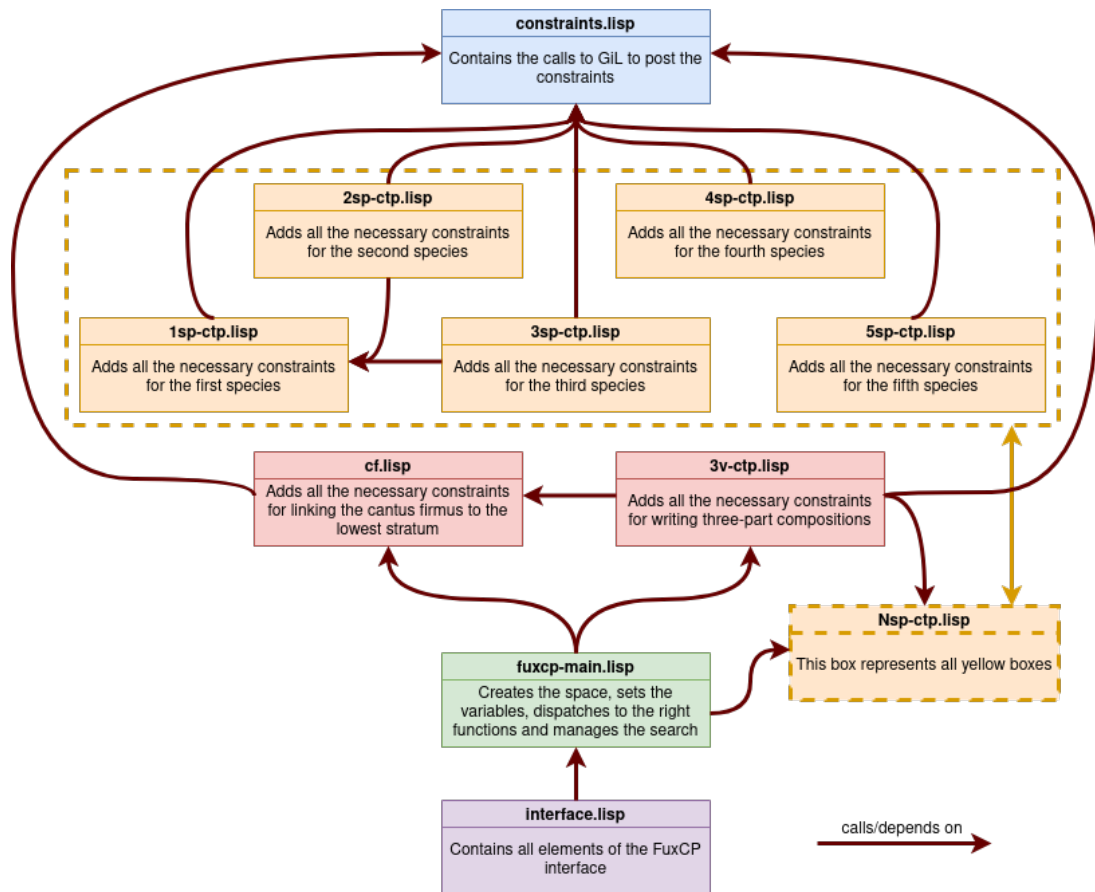 constraints.lisp
Contains the calls to GiL to post the
constraints
2sp-ctp.lisp
Adds all the necessary constraints
for the second species
4sp-ctp.lisp
Adds all the necessary constraints
for the fourth species
1sp-ctp.lisp
Adds all the necessary constraints
for the first species
3sp-ctp.lisp
Adds all the necessary constraints
for the third species
5sp-ctp.lisp
Adds all the necessary constraints
for the fifth species
cf.lisp
Adds all the necessary constraints
for linking the cantus firmus to the
lowest stratum
3v-ctp.lisp
Adds all the necessary constraints
for writing three-part compositions
Nsp-ctp.lisp
This box represents all yellow boxes
fuxcp-main.lisp
Creates the space, sets the
variables, dispatches to the right
functions and manages the search
interface.lisp
Contains all elements of the FuxCP
interface
calls/depends on